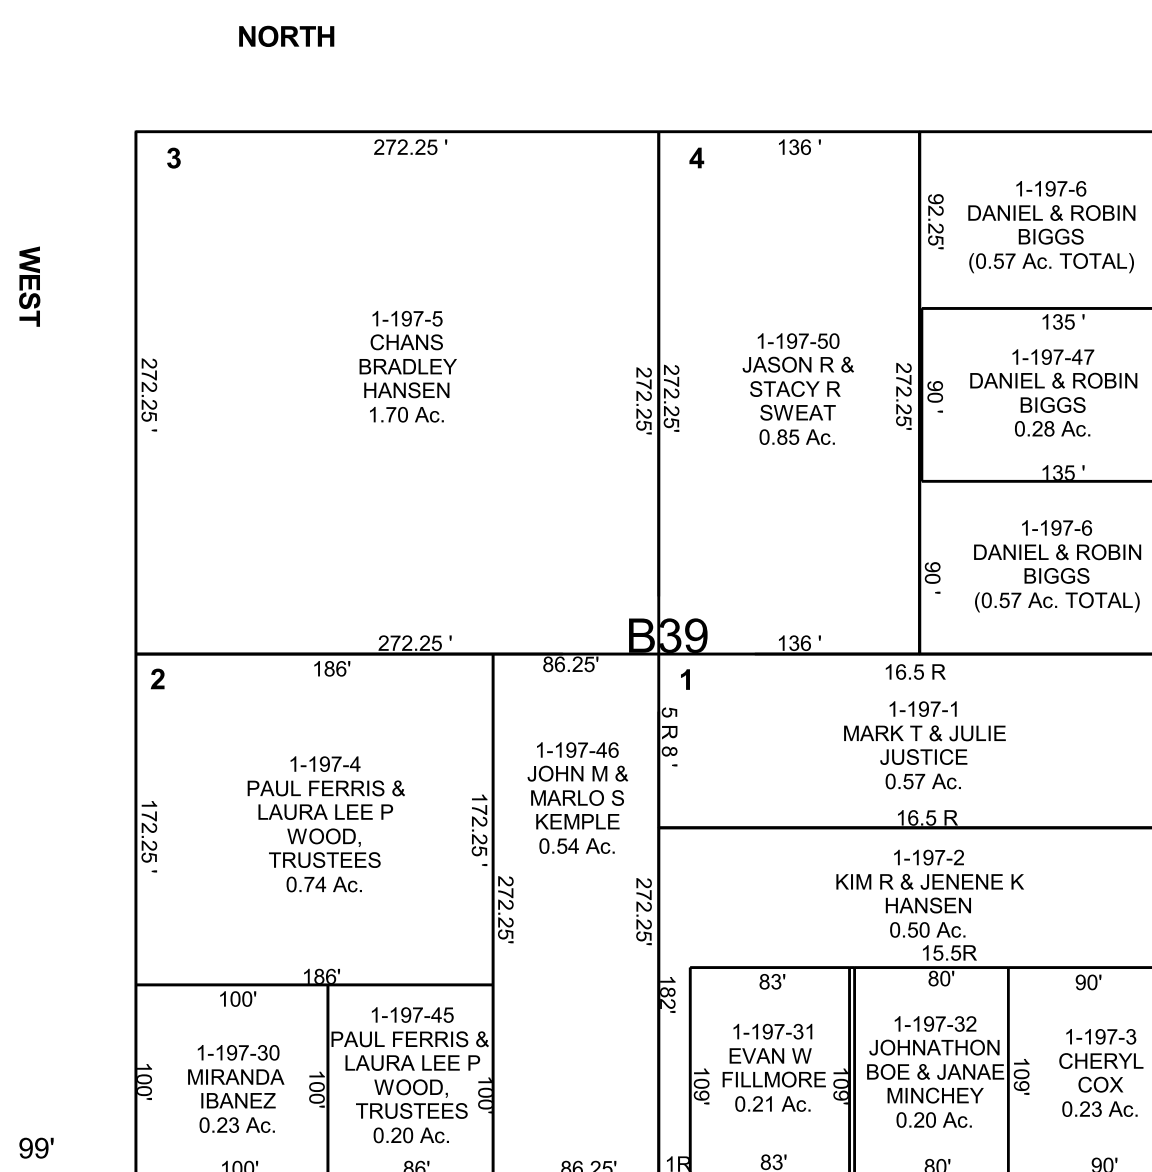 NORTH
WEST
99'
3
272.25 '
272.25 '
1-197-5
CHANS
BRADLEY
HANSEN
1.70 Ac.
272.25'
272.25 '
4
136 '
272.25'
1-197-50
JASON R &
STACY R
SWEAT
0.85 Ac.
272.25'
136 '
92.25'
1-197-6
DANIEL & ROBIN
BIGGS
(0.57 Ac. TOTAL)
135 '
90 '
1-197-47
DANIEL & ROBIN
BIGGS
0.28 Ac.
135 '
90 '
1-197-6
DANIEL & ROBIN
BIGGS
(0.57 Ac. TOTAL)
B39
2
186'
172.25 '
1-197-4
PAUL FERRIS &
LAURA LEE P
WOOD,
TRUSTEES
0.74 Ac.
172.25 '
186'
86.25'
1-197-46
JOHN M &
MARLO S
KEMPLE
0.54 Ac.
272.25'
272.25'
86.25'
100'
100'
1-197-30
MIRANDA
IBANEZ
0.23 Ac.
100'
100'
1-197-45
PAUL FERRIS &
LAURA LEE P
WOOD,
TRUSTEES
0.20 Ac.
100'
86'
1
16.5 R
5 R 8 '
1-197-1
MARK T & JULIE
JUSTICE
0.57 Ac.
16.5 R
1-197-2
KIM R & JENENE K
HANSEN
0.50 Ac.
15.5R
182'
1R
83'
109'
1-197-31
EVAN W
FILLMORE
0.21 Ac.
109'
83'
80'
1-197-32
JOHNATHON
BOE & JANAE
MINCHEY
0.20 Ac.
109'
80'
90'
1-197-3
CHERYL
COX
0.23 Ac.
90'